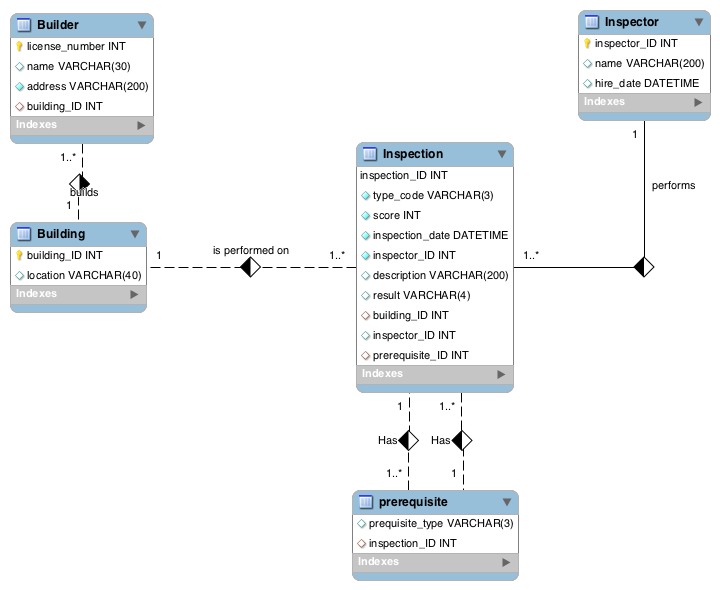 Builder
license_number INT
name VARCHAR(30)
address VARCHAR(200)
building_ID INT
Indexes
1..*
builds
1
Building
building_ID INT
location VARCHAR(40)
Indexes
1
is performed on
1..*
Inspection
inspection_ID INT
type_code VARCHAR(3)
score INT
inspection_date DATETIME
inspector_ID INT
description VARCHAR(200)
result VARCHAR(4)
building_ID INT
inspector_ID INT
prerequisite_ID INT
Indexes
Inspector
inspector_ID INT
name VARCHAR(200)
hire_date DATETIME
Indexes
1
performs
1..*
1
1..*
Has
Has
1..*
1
prerequisite
prequisite_type VARCHAR(3)
inspection_ID INT
Indexes